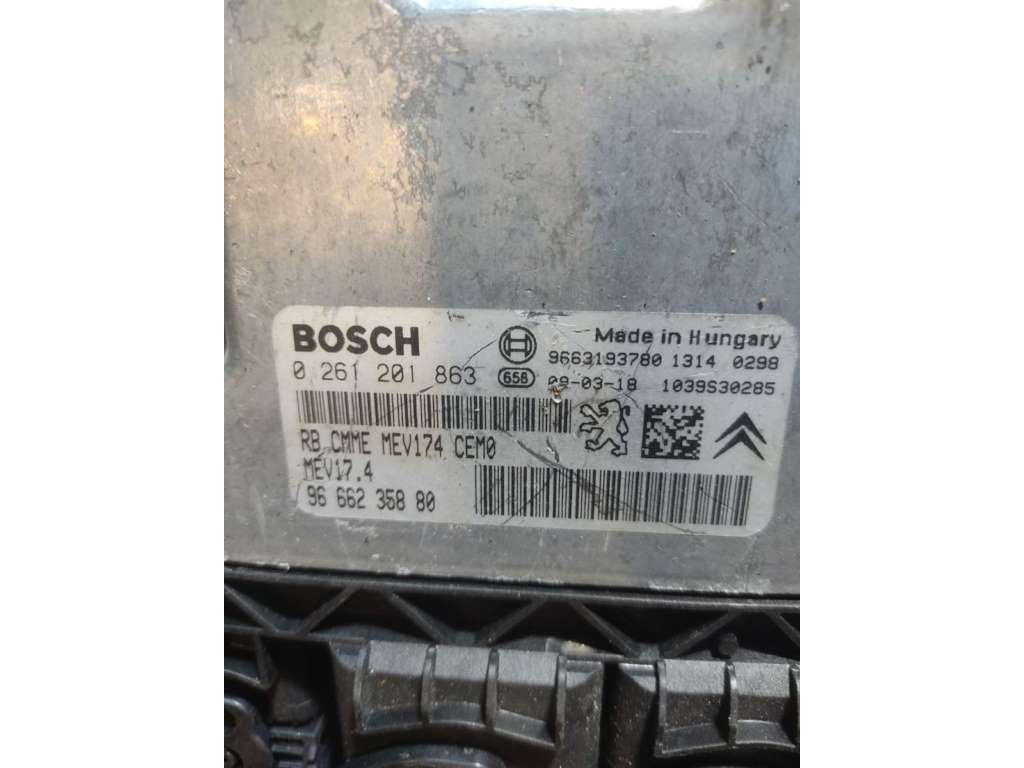 BOSCH
Made in Hungary
9663193780 1314 0298
0 261 201 863
656
09-03-18 1039S30285
RB CMME MEV174 CEM0
MEV17.4
96 662 358 80